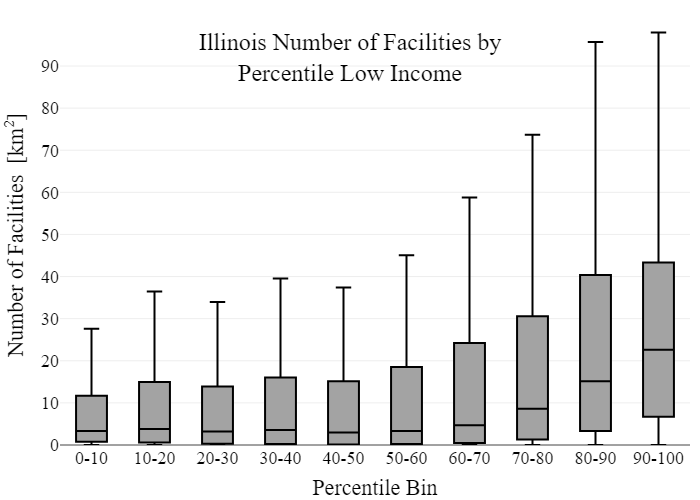 Illinois Number of Facilities by
Percentile Low Income
Number of Facilities [km²]
90
80
70
60
50
40
30
20
10
0
0-10 10-20 20-30 30-40 40-50 50-60 60-70 70-80 80-90 90-100
Percentile Bin